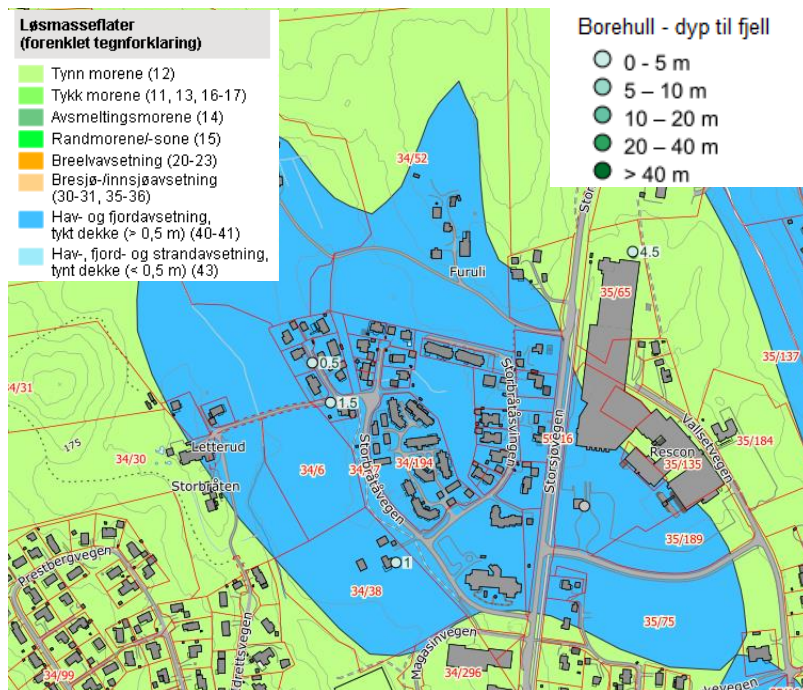 Løsmasseflater
(forenklet tegnforklaring)
Tynn morene (12)
Tykk morene (11, 13, 16-17)
Avsmeltingsmorene (14)
Randmorene/-sone (15)
Breelvavsetning (20-23)
Bresjø-/innsjøavsetning
(30-31, 35-36)
Hav- og fjordavsetning,
tykt dekke (> 0,5 m) (40-41)
Hav-, fjord- og strandavsetning,
tynt dekke (< 0,5 m) (43)
Borehull - dyp til fjell
0 - 5 m
5 – 10 m
10 – 20 m
20 – 40 m
> 40 m
34/52
Furuli
4.5
35/65
35/137
0,5
1,5
34/31
175
Letterud
34/30
Storbråten
34/6
34/194
Storbråtåsvingen
Storbråtåvegen
Storsjøvegen
Vallsetvegen
35/184
Rescon
35/135
35/189
1
34/38
35/75
Prestbergvegen
34/99
Magasinvegen
34/296